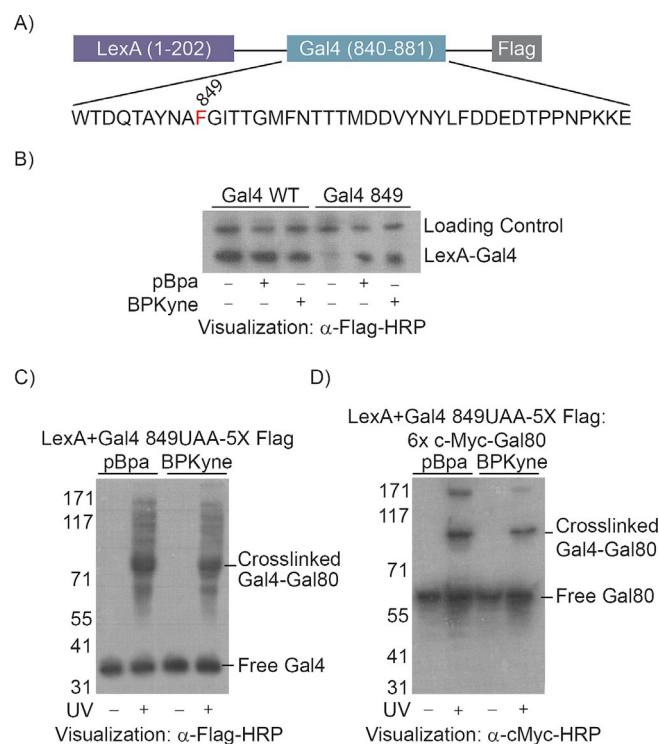 A)
LexA (1-202) Gal4 (840-881) Flag
849
WTDQTAYNAFGITTGMFNTTTMDDVYNYLFDDEDTPPNPKKE
B)
Gal4 WT Gal4 849
Loading Control
LexA-Gal4
pBpa – + – – + –
BPKyne – – + – – +
Visualization: α-Flag-HRP
C)
LexA+Gal4 849UAA-5X Flag
pBpa BPKyne
171
117
71
55
41
31
Crosslinked
Gal4-Gal80
Free Gal4
UV – + – +
Visualization: α-Flag-HRP
D)
LexA+Gal4 849UAA-5X Flag:
6x c-Myc-Gal80
pBpa BPKyne
171
117
71
55
41
31
Crosslinked
Gal4-Gal80
Free Gal80
UV – + – +
Visualization: α-cMyc-HRP